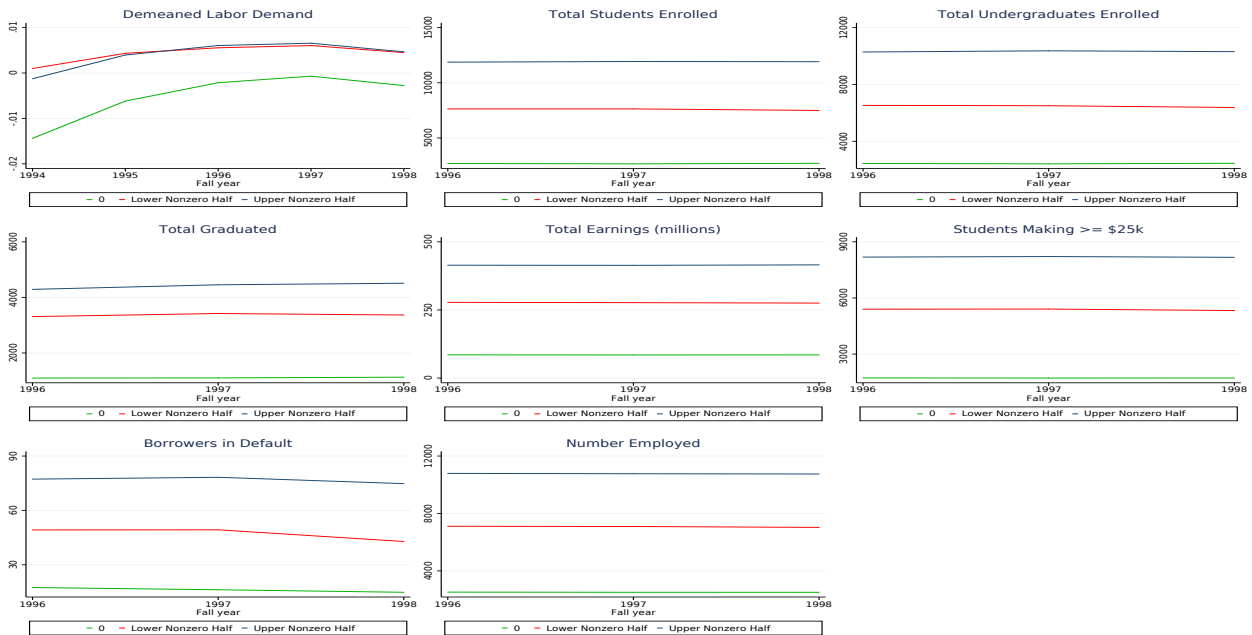 Demeaned Labor Demand
.01
0
-.01
-.02
1994 1995 1996 1997 1998
Fall year
0 Lower Nonzero Half Upper Nonzero Half
Total Students Enrolled
15000
10000
5000
1996 1997 1998
Fall year
0 Lower Nonzero Half Upper Nonzero Half
Total Undergraduates Enrolled
12000
8000
4000
1996 1997 1998
Fall year
0 Lower Nonzero Half Upper Nonzero Half
Total Graduated
6000
4000
2000
1996 1997 1998
Fall year
0 Lower Nonzero Half Upper Nonzero Half
Total Earnings (millions)
500
250
0
1996 1997 1998
Fall year
0 Lower Nonzero Half Upper Nonzero Half
Students Making >= $25k
9000
6000
3000
1996 1997 1998
Fall year
0 Lower Nonzero Half Upper Nonzero Half
Borrowers in Default
90
60
30
1996 1997 1998
Fall year
0 Lower Nonzero Half Upper Nonzero Half
Number Employed
12000
8000
4000
1996 1997 1998
Fall year
0 Lower Nonzero Half Upper Nonzero Half